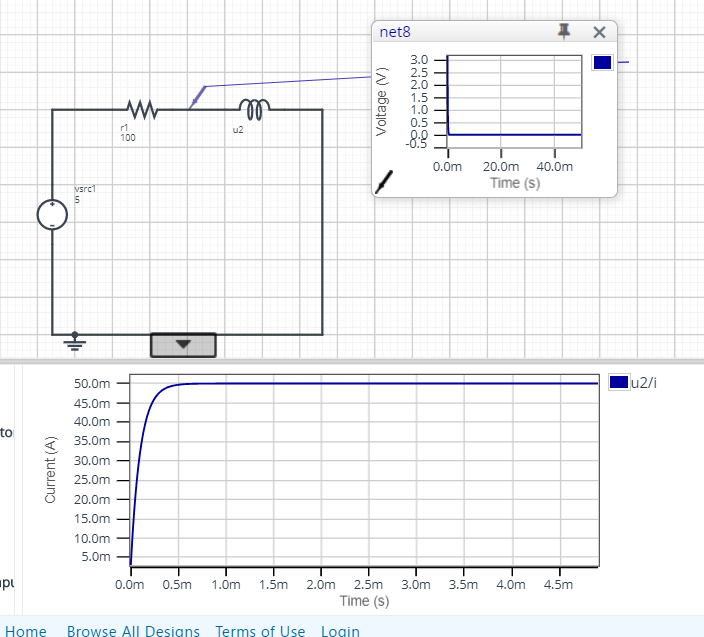 net8
Voltage (V)
3.0
2.5
2.0
1.5
1.0
0.5
0.0
-0.5
0.0m 20.0m 40.0m
Time (s)
r1
100
u2
vsrc1
5
+
-
Current (A)
50.0m
45.0m
40.0m
35.0m
30.0m
25.0m
20.0m
15.0m
10.0m
5.0m
0.0m 0.5m 1.0m 1.5m 2.0m 2.5m 3.0m 3.5m 4.0m 4.5m
Time (s)
u2/i
to
Home Browse All Designs Terms of Use Login